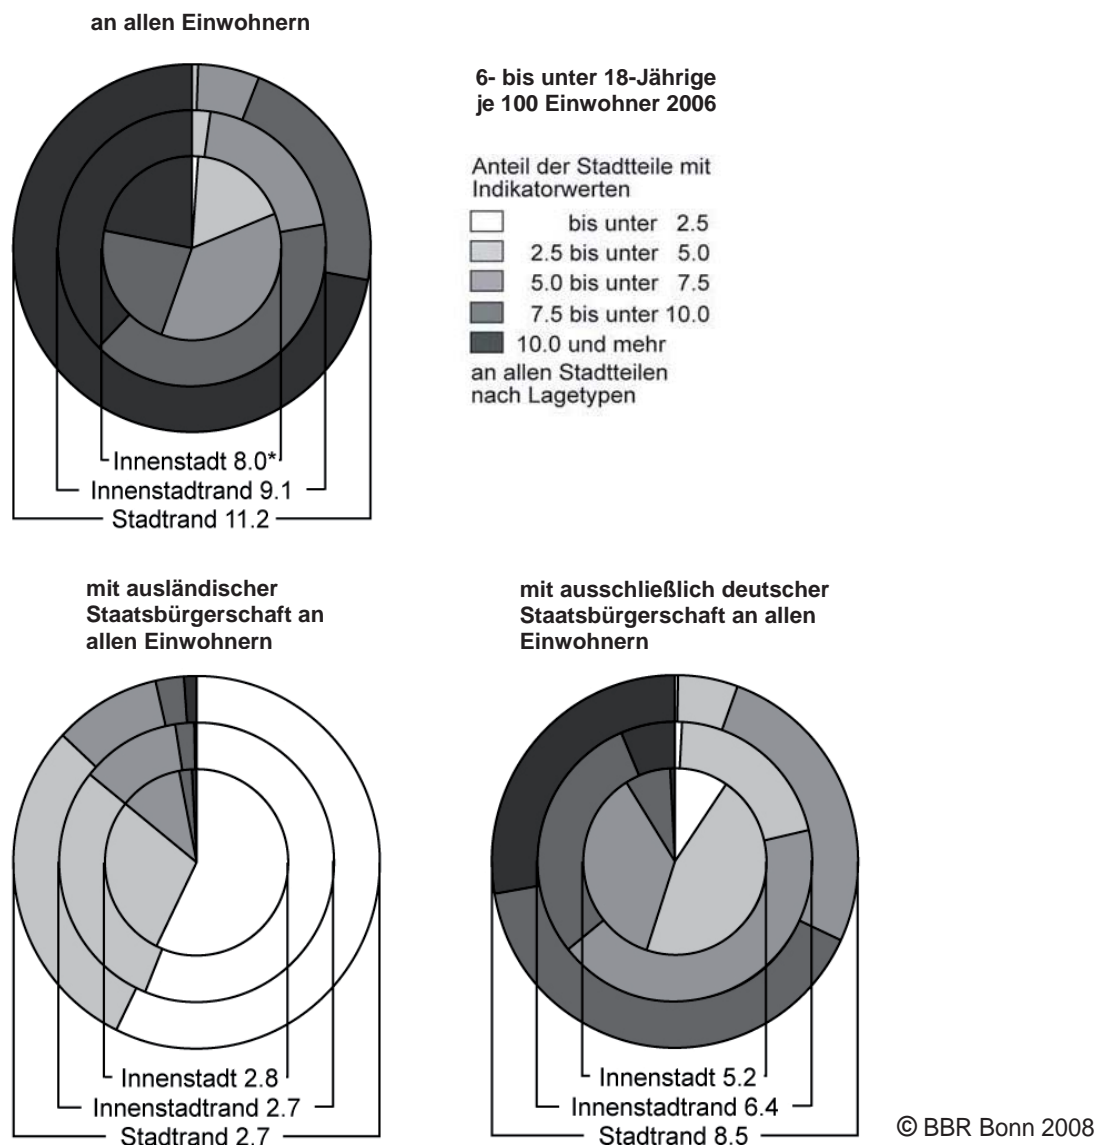 an allen Einwohnern
6- bis unter 18-Jährige
je 100 Einwohner 2006
Anteil der Stadtteile mit
Indikatorwerten
bis unter 2.5
2.5 bis unter 5.0
5.0 bis unter 7.5
7.5 bis unter 10.0
10.0 und mehr
an allen Stadtteilen
nach Lagetypen
Innenstadt 8.0*
Innenstadtrand 9.1
Stadtrand 11.2
mit ausländischer
Staatsbürgerschaft an
allen Einwohnern
mit ausschließlich deutscher
Staatsbürgerschaft an allen
Einwohnern
Innenstadt 2.8
Innenstadtrand 2.7
Stadtrand 2.7
Innenstadt 5.2
Innenstadtrand 6.4
Stadtrand 8.5
© BBR Bonn 2008